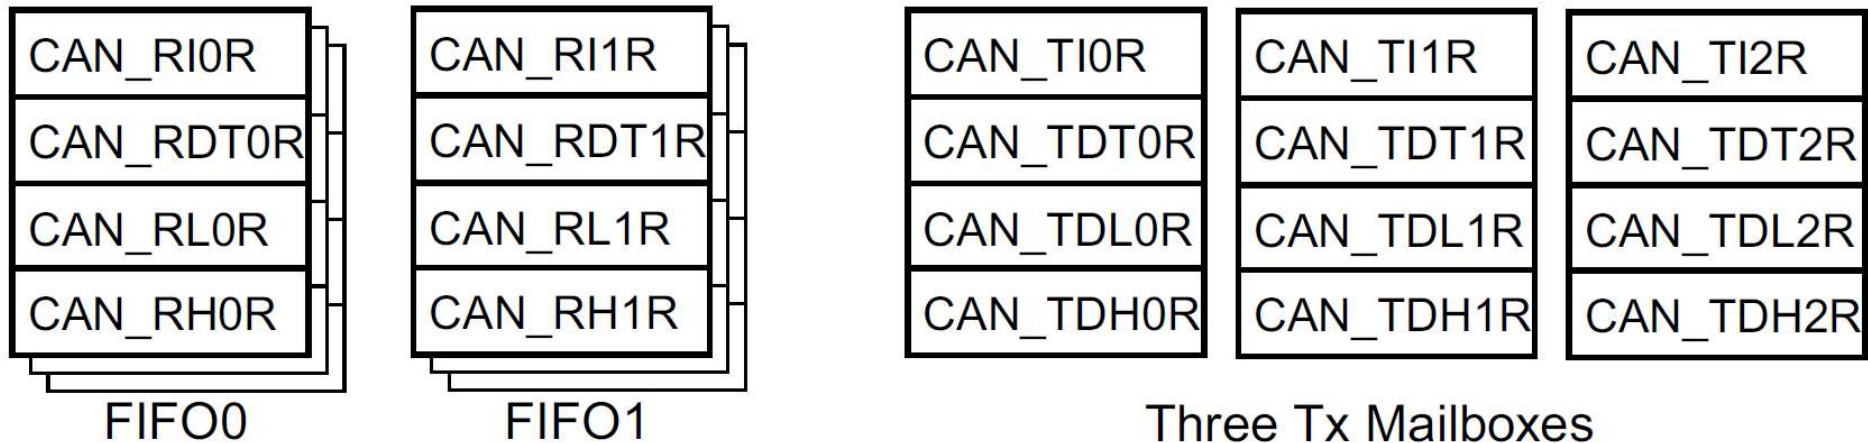 CAN_RI0R
CAN_RDT0R
CAN_RL0R
CAN_RH0R
FIFO0
CAN_RI1R
CAN_RDT1R
CAN_RL1R
CAN_RH1R
FIFO1
CAN_TI0R
CAN_TDT0R
CAN_TDL0R
CAN_TDH0R
CAN_TI1R
CAN_TDT1R
CAN_TDL1R
CAN_TDH1R
CAN_TI2R
CAN_TDT2R
CAN_TDL2R
CAN_TDH2R
Three Tx Mailboxes